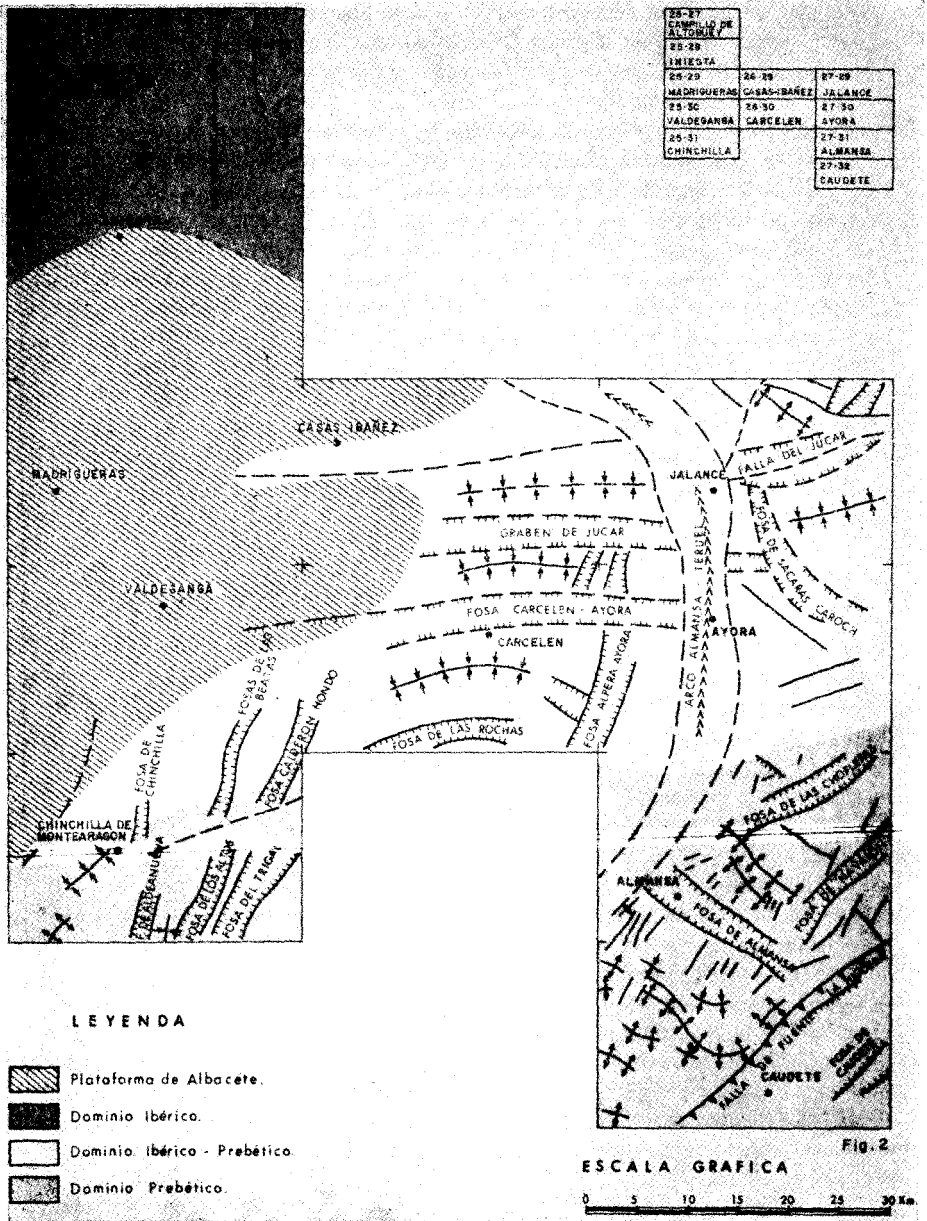 25-27
CAMPILLO DE
ALTOBUEY
25-28
INIESTA
25-29 26-29 27-29
MADRIGUERAS CASAS-IBAÑEZ JALANCE
25-30 26-30 27-30
VALDEGANGA CARCELEN AYORA
25-31 27-31
CHINCHILLA ALMANSA
27-32
CAUDETE
CASAS IBAÑEZ
MADRIGUERAS
JALANCE
FALLA DEL JUCAR
GRABEN DE JUCAR
FOSA DE SACARAS CAROCH
VALDEGANGA
FOSA CARCELEN - AYORA
ARCO ALMANSA TERUEL
AYORA
CARCELEN
FOSAS DE LAS
BEATAS
FOSA CALDERON HONDO
FOSA ALPERA AYORA
FOSA DE LAS ROCHAS
FOSA DE
CHINCHILLA
CHINCHILLA DE
MONTEARAGON
FOSA DE LOS ALTOS
FOSA DEL TRIGAL
ALMANSA
FOSA DE ALMANSA
FALLA DE FUENTE LA
CAUDETE
Fig. 2
LEYENDA
Plataforma de Albacete.
Dominio Ibérico.
Dominio Ibérico - Prebético
Dominio Prebético.
ESCALA GRAFICA
0 5 10 15 20 25 30 Km.